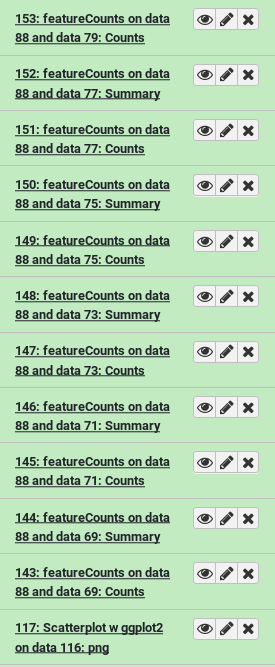 153: featureCounts on data
88 and data 79: Counts
152: featureCounts on data
88 and data 77: Summary
151: featureCounts on data
88 and data 77: Counts
150: featureCounts on data
88 and data 75: Summary
149: featureCounts on data
88 and data 75: Counts
148: featureCounts on data
88 and data 73: Summary
147: featureCounts on data
88 and data 73: Counts
146: featureCounts on data
88 and data 71: Summary
145: featureCounts on data
88 and data 71: Counts
144: featureCounts on data
88 and data 69: Summary
143: featureCounts on data
88 and data 69: Counts
117: Scatterplot w ggplot2
on data 116: png